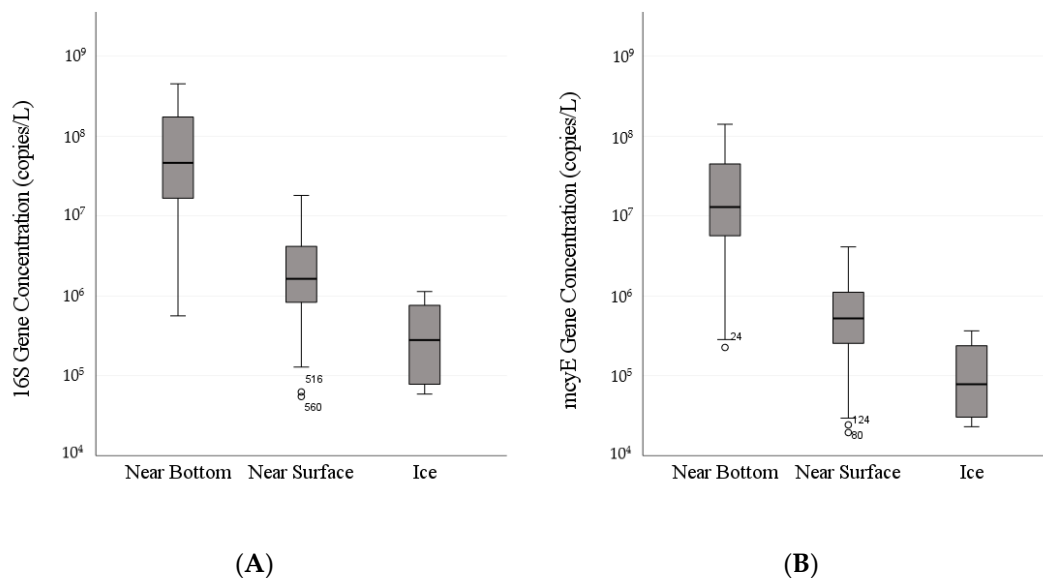 16S Gene Concentration (copies/L)
10⁹
10⁸
10⁷
10⁶
10⁵
10⁴
516
560
Near Bottom Near Surface Ice
(A)
mcyE Gene Concentration (copies/L)
10⁹
10⁸
10⁷
10⁶
10⁵
10⁴
24
124
80
Near Bottom Near Surface Ice
(B)